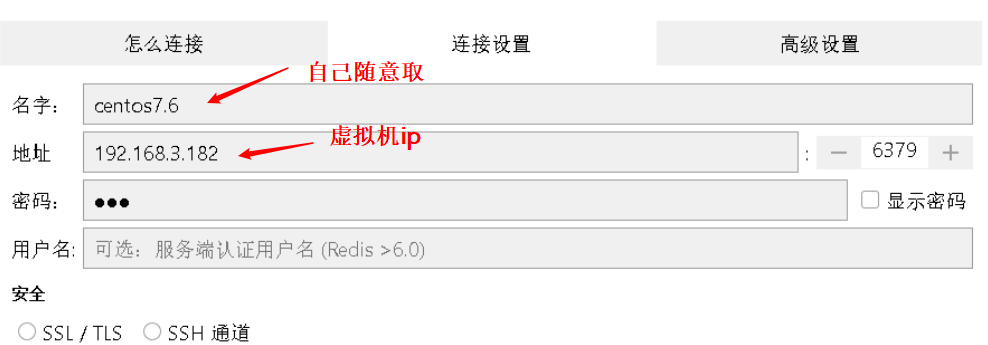 怎么连接 连接设置 高级设置
自己随意取
名字： centos7.6
虚拟机ip
地址 192.168.3.182 : − 6379 +
密码： ●●● 显示密码
用户名: 可选：服务端认证用户名 (Redis >6.0)
安全
SSL / TLS SSH 通道